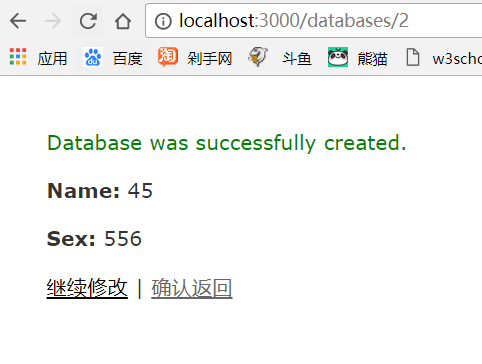 localhost:3000/databases/2
应用 百度 淘 剁手网 斗鱼 熊猫 w3scho
Database was successfully created.
Name: 45
Sex: 556
继续修改 | 确认返回